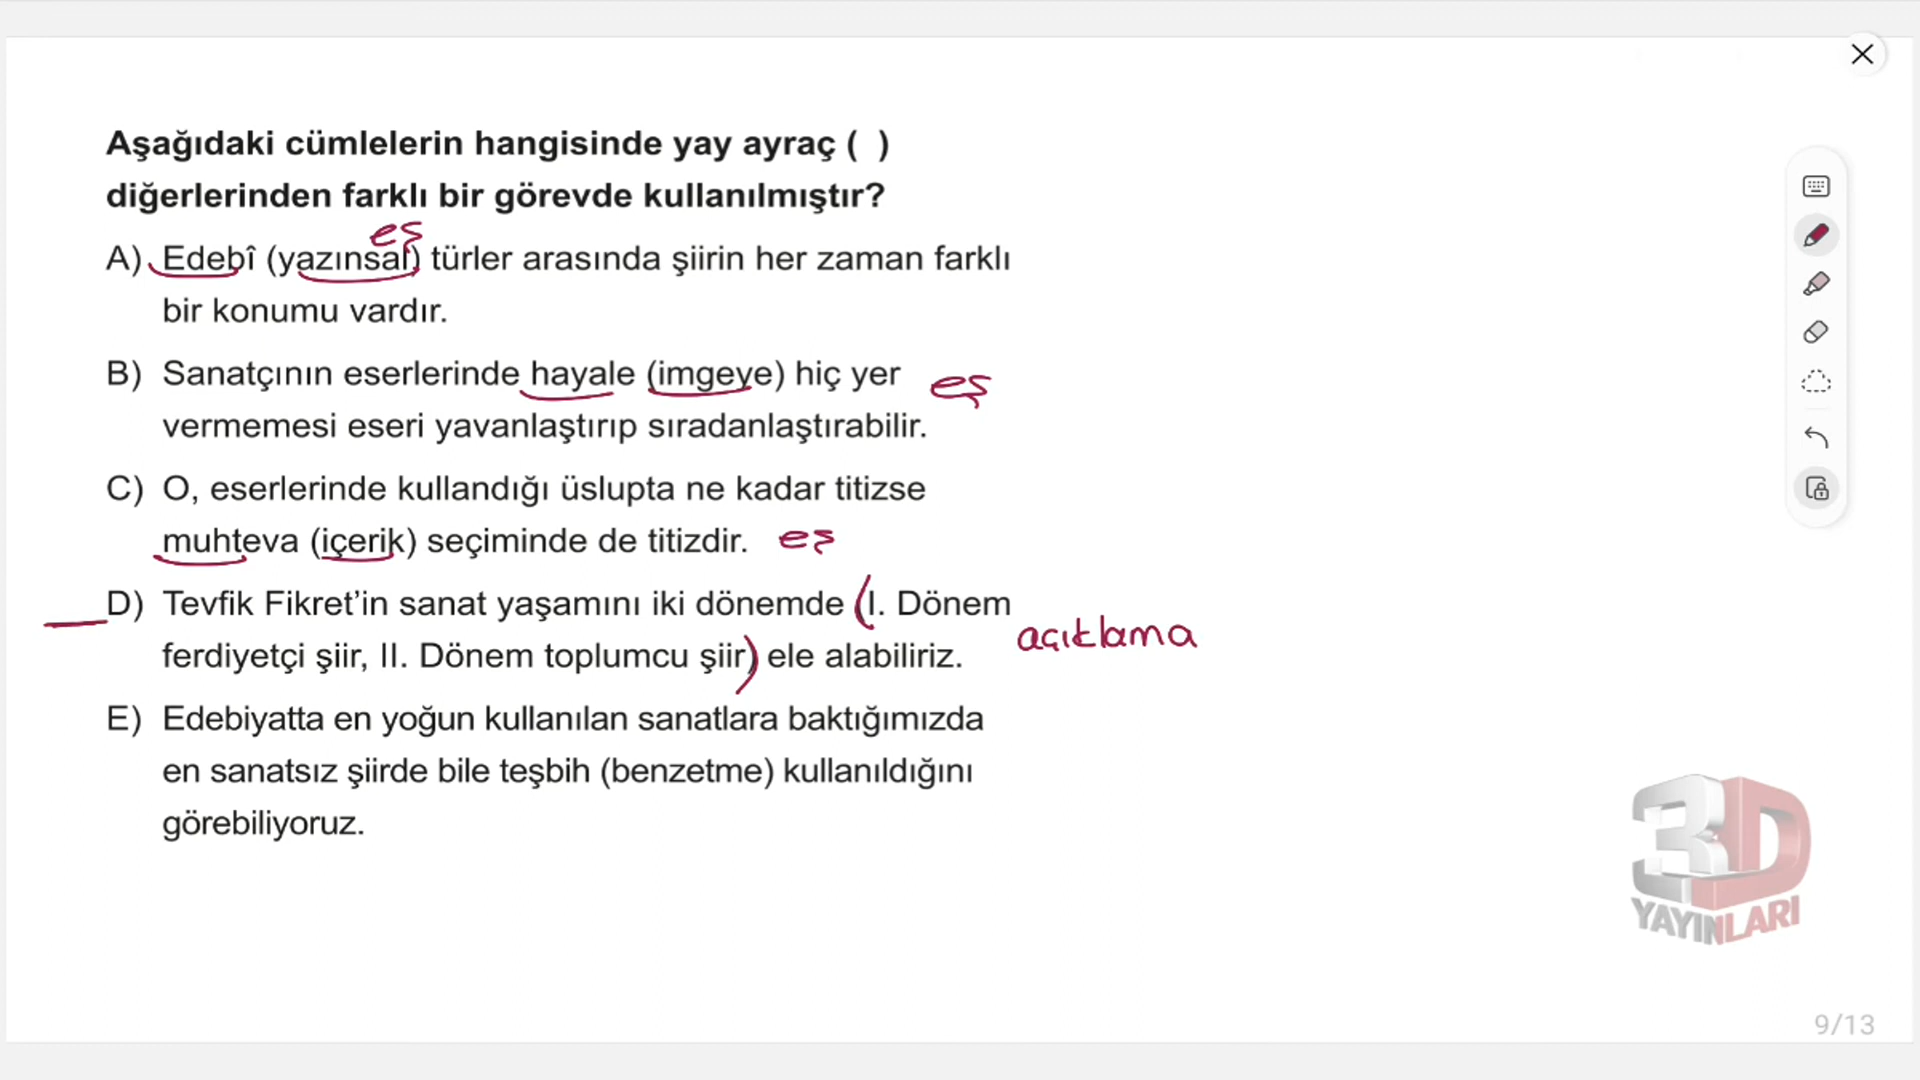 Aşağıdaki cümlelerin hangisinde yay ayraç ( )
diğerlerinden farklı bir görevde kullanılmıştır?
eş
A) Edebî (yazınsal) türler arasında şiirin her zaman farklı
bir konumu vardır.
B) Sanatçının eserlerinde hayale (imgeye) hiç yer eş
vermemesi eseri yavanlaştırıp sıradanlaştırabilir.
C) O, eserlerinde kullandığı üslupta ne kadar titizse
muhteva (içerik) seçiminde de titizdir. eş
D) Tevfik Fikret’in sanat yaşamını iki dönemde (I. Dönem
açıklama
ferdiyetçi şiir, II. Dönem toplumcu şiir) ele alabiliriz.
E) Edebiyatta en yoğun kullanılan sanatlara baktığımızda
en sanatsız şiirde bile teşbih (benzetme) kullanıldığını
görebiliyoruz.
3D
YAYINLARI
9/13